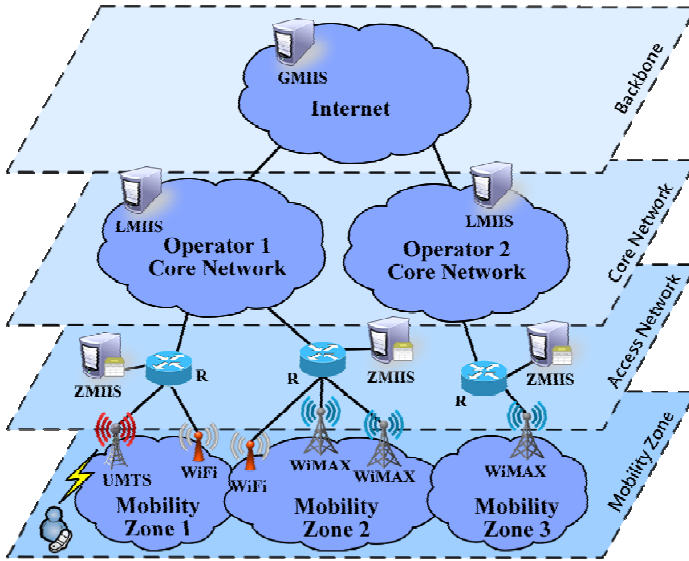 GMIIS
Internet
Backbone
LMIIS
Operator 1
Core Network
LMIIS
Operator 2
Core Network
Core Network
ZMIIS
R
R
ZMIIS
R
ZMIIS
Access Network
UMTS
WiFi
WiFi
WiMAX
WiMAX
WiMAX
Mobility
Zone 1
Mobility
Zone 2
Mobility
Zone 3
Mobility Zone